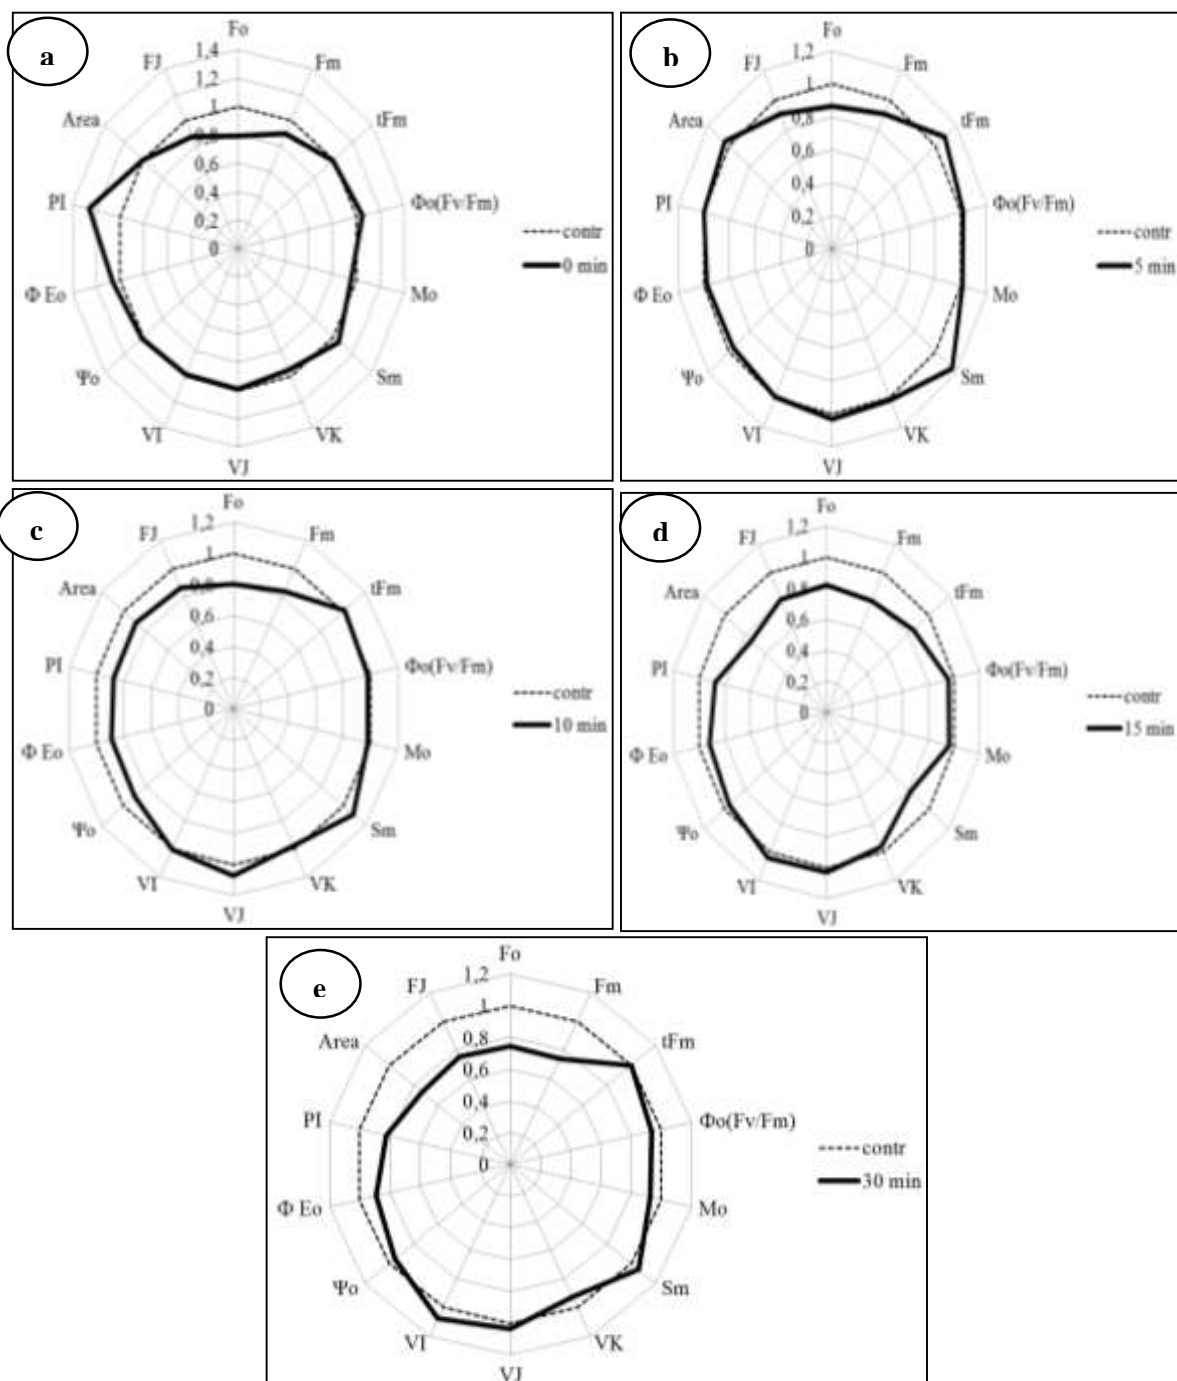 a
Fo
Fm
tFm
Φo(Fv/Fm)
Mo
Sm
VK
VJ
VI
Ψo
Φ Eo
PI
Area
FJ
1,4
1,2
1
0,8
0,6
0,4
0,2
0
contr
0 min
b
Fo
Fm
tFm
Φo(Fv/Fm)
Mo
Sm
VK
VJ
VI
Ψo
Φ Eo
PI
Area
FJ
1,2
1
0,8
0,6
0,4
0,2
0
contr
5 min
c
Fo
Fm
tFm
Φo(Fv/Fm)
Mo
Sm
VK
VJ
VI
Ψo
Φ Eo
PI
Area
FJ
1,2
1
0,8
0,6
0,4
0,2
0
contr
10 min
d
Fo
Fm
tFm
Φo(Fv/Fm)
Mo
Sm
VK
VJ
VI
Ψo
Φ Eo
PI
Area
FJ
1,2
1
0,8
0,6
0,4
0,2
0
contr
15 min
e
Fo
Fm
tFm
Φo(Fv/Fm)
Mo
Sm
VK
VJ
VI
Ψo
Φ Eo
PI
Area
FJ
1,2
1
0,8
0,6
0,4
0,2
0
contr
30 min